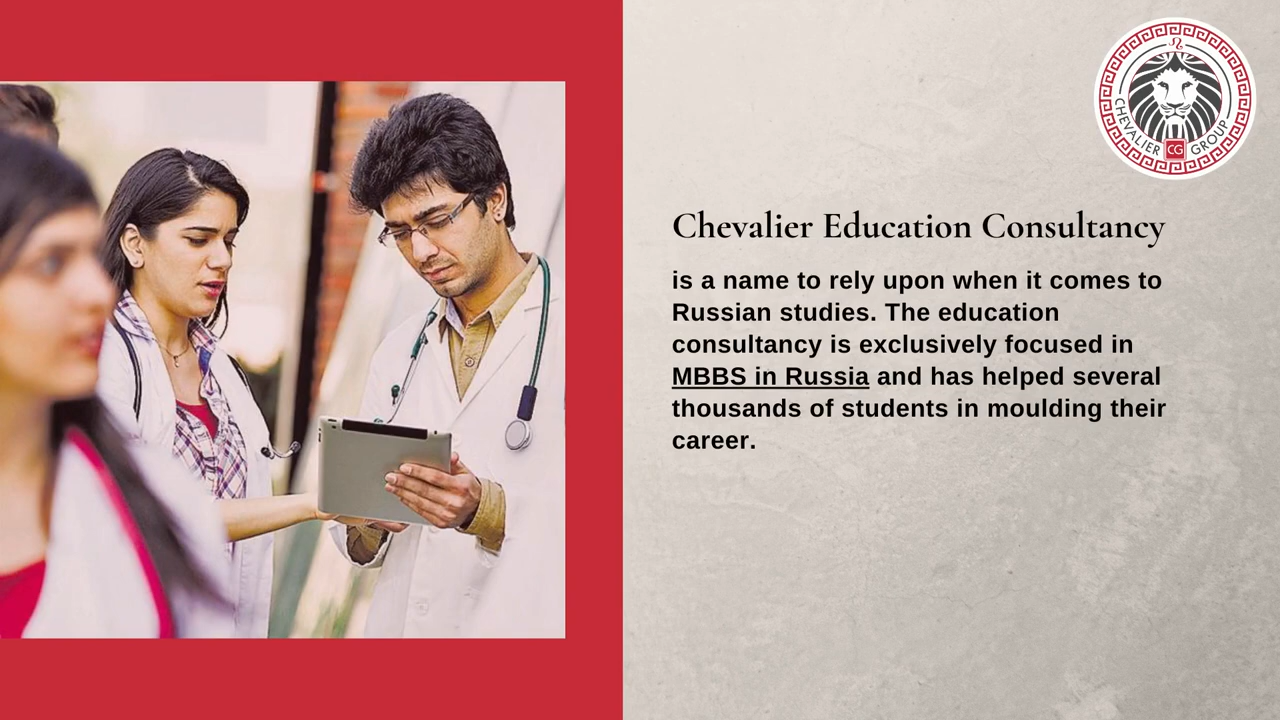 CHEVALIER CG GROUP
Chevalier Education Consultancy
is a name to rely upon when it comes to
Russian studies. The education
consultancy is exclusively focused in
MBBS in Russia and has helped several
thousands of students in moulding their
career.